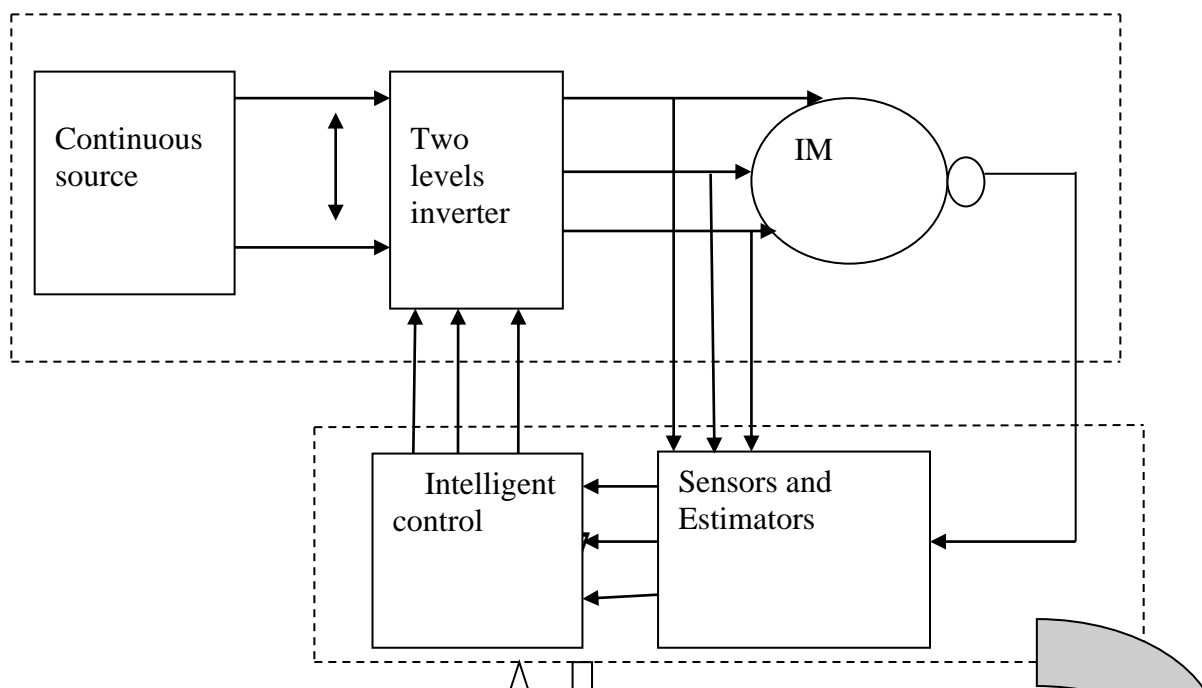 Continuous
source
Two
levels
inverter
IM
Intelligent
control
Sensors and
Estimators